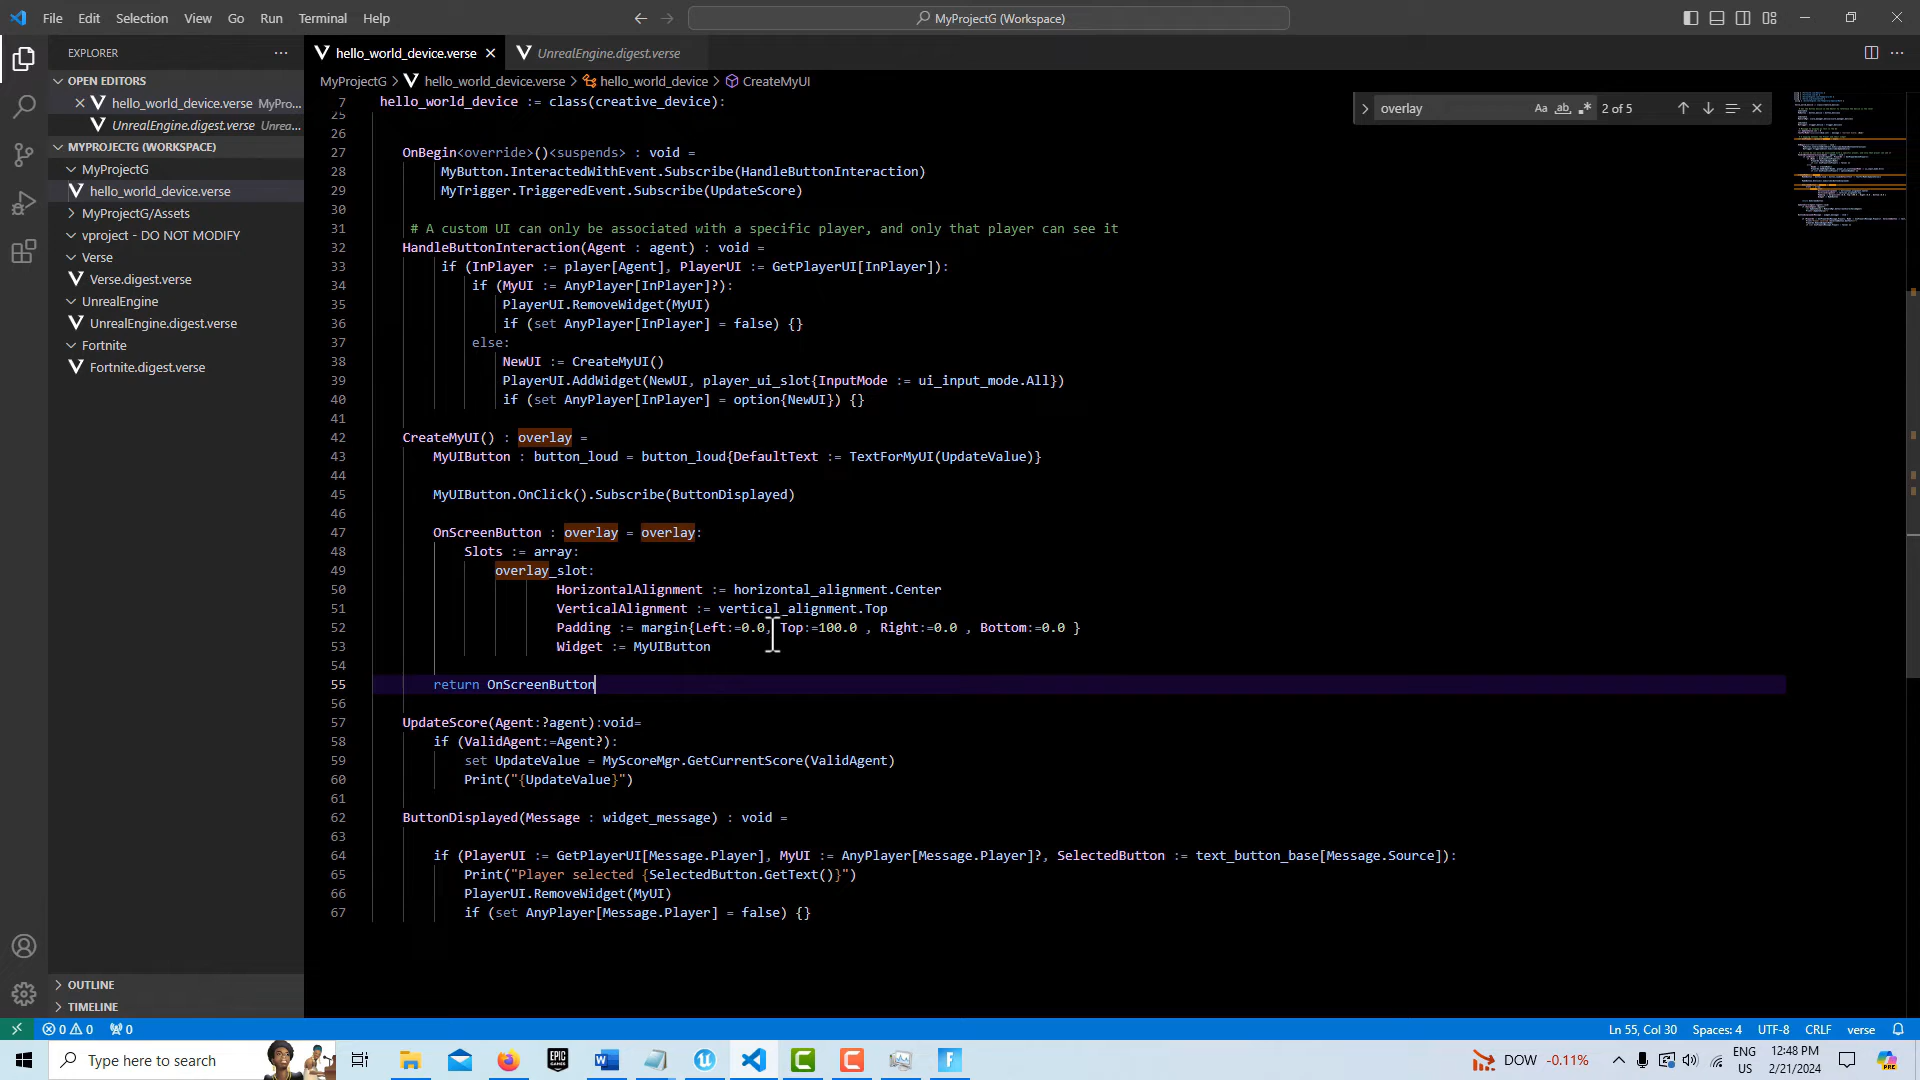 File Edit Selection View Go Run Terminal Help
MyProjectG (Workspace)
EXPLORER
OPEN EDITORS
hello_world_device.verse MyPro...
UnrealEngine.digest.verse Unrea...
MYPROJECTG (WORKSPACE)
MyProjectG
hello_world_device.verse
MyProjectG/Assets
vproject - DO NOT MODIFY
Verse
Verse.digest.verse
UnrealEngine
UnrealEngine.digest.verse
Fortnite
Fortnite.digest.verse
OUTLINE
TIMELINE
hello_world_device.verse UnrealEngine.digest.verse
MyProjectG > hello_world_device.verse > hello_world_device > CreateMyUI
overlay Aa ab 2 of 5
7 hello_world_device := class(creative_device):
25
26
27 OnBegin<override>()<suspends> : void =
28 MyButton.InteractedWithEvent.Subscribe(HandleButtonInteraction)
29 MyTrigger.TriggeredEvent.Subscribe(UpdateScore)
30
31 # A custom UI can only be associated with a specific player, and only that player can see it
32 HandleButtonInteraction(Agent : agent) : void =
33 if (InPlayer := player[Agent], PlayerUI := GetPlayerUI[InPlayer]):
34 if (MyUI := AnyPlayer[InPlayer]?):
35 PlayerUI.RemoveWidget(MyUI)
36 if (set AnyPlayer[InPlayer] = false) {}
37 else:
38 NewUI := CreateMyUI()
39 PlayerUI.AddWidget(NewUI, player_ui_slot{InputMode := ui_input_mode.All})
40 if (set AnyPlayer[InPlayer] = option{NewUI}) {}
41
42 CreateMyUI() : overlay =
43 MyUIButton : button_loud = button_loud{DefaultText := TextForMyUI(UpdateValue)}
44
45 MyUIButton.OnClick().Subscribe(ButtonDisplayed)
46
47 OnScreenButton : overlay = overlay:
48 Slots := array:
49 overlay_slot:
50 HorizontalAlignment := horizontal_alignment.Center
51 VerticalAlignment := vertical_alignment.Top
52 Padding := margin{Left:=0.0, Top:=100.0 , Right:=0.0 , Bottom:=0.0 }
53 Widget := MyUIButton
54
55 return OnScreenButton
56
57 UpdateScore(Agent:?agent):void=
58 if (ValidAgent:=Agent?):
59 set UpdateValue = MyScoreMgr.GetCurrentScore(ValidAgent)
60 Print("{UpdateValue}")
61
62 ButtonDisplayed(Message : widget_message) : void =
63
64 if (PlayerUI := GetPlayerUI[Message.Player], MyUI := AnyPlayer[Message.Player]?, SelectedButton := text_button_base[Message.Source]):
65 Print("Player selected {SelectedButton.GetText()}")
66 PlayerUI.RemoveWidget(MyUI)
67 if (set AnyPlayer[Message.Player] = false) {}
0 0 0 Ln 55, Col 30 Spaces: 4 UTF-8 CRLF verse
Type here to search
DOW -0.11%
ENG
US
12:48 PM
2/21/2024